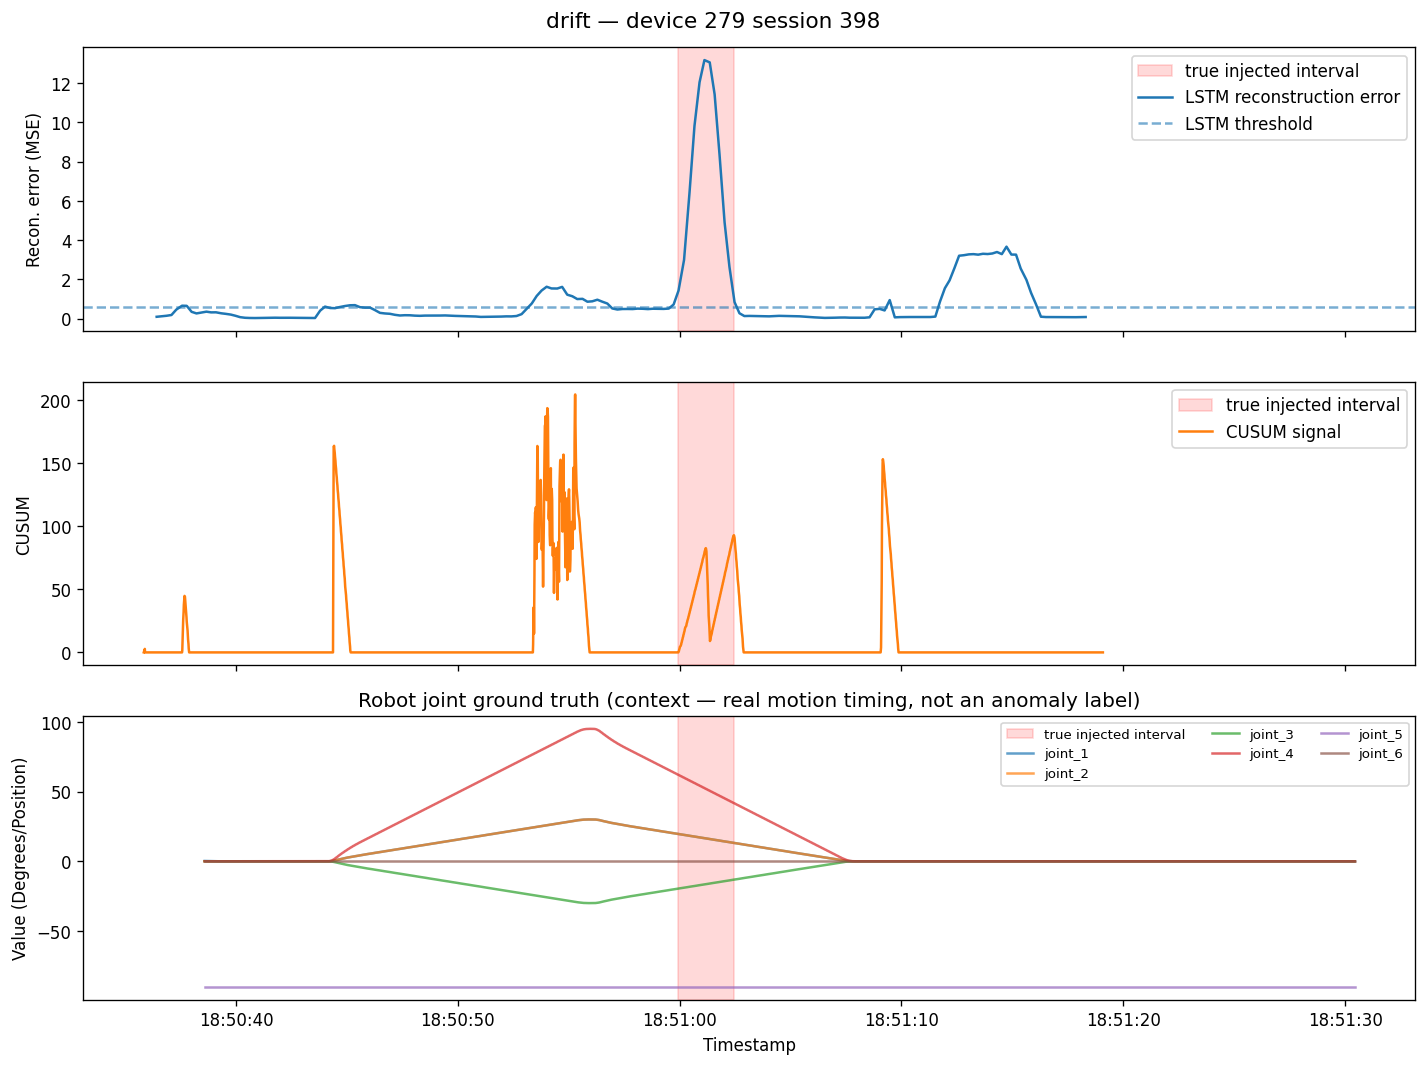 drift — device 279 session 398
Recon. error (MSE)
12
10
8
6
4
2
0
true injected interval
LSTM reconstruction error
LSTM threshold
CUSUM
200
150
100
50
0
true injected interval
CUSUM signal
Robot joint ground truth (context — real motion timing, not an anomaly label)
Value (Degrees/Position)
100
50
0
−50
true injected interval
joint_1
joint_2
joint_3
joint_4
joint_5
joint_6
18:50:40
18:50:50
18:51:00
18:51:10
18:51:20
18:51:30
Timestamp